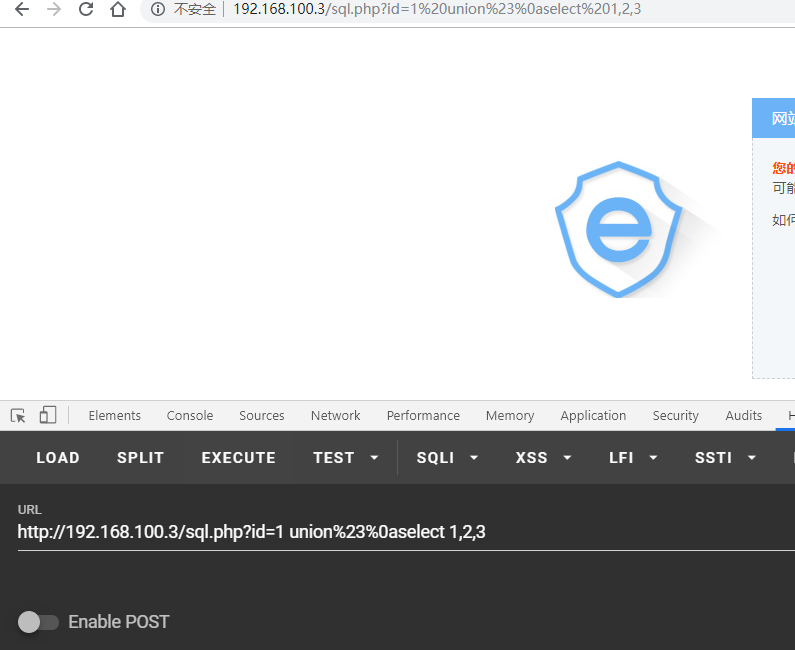 不安全 192.168.100.3/sql.php?id=1%20union%23%0aselect%201,2,3
网站
您的
可能
如何
Elements Console Sources Network Performance Memory Application Security Audits H
LOAD SPLIT EXECUTE TEST SQLI XSS LFI SSTI
URL
http://192.168.100.3/sql.php?id=1 union%23%0aselect 1,2,3
Enable POST